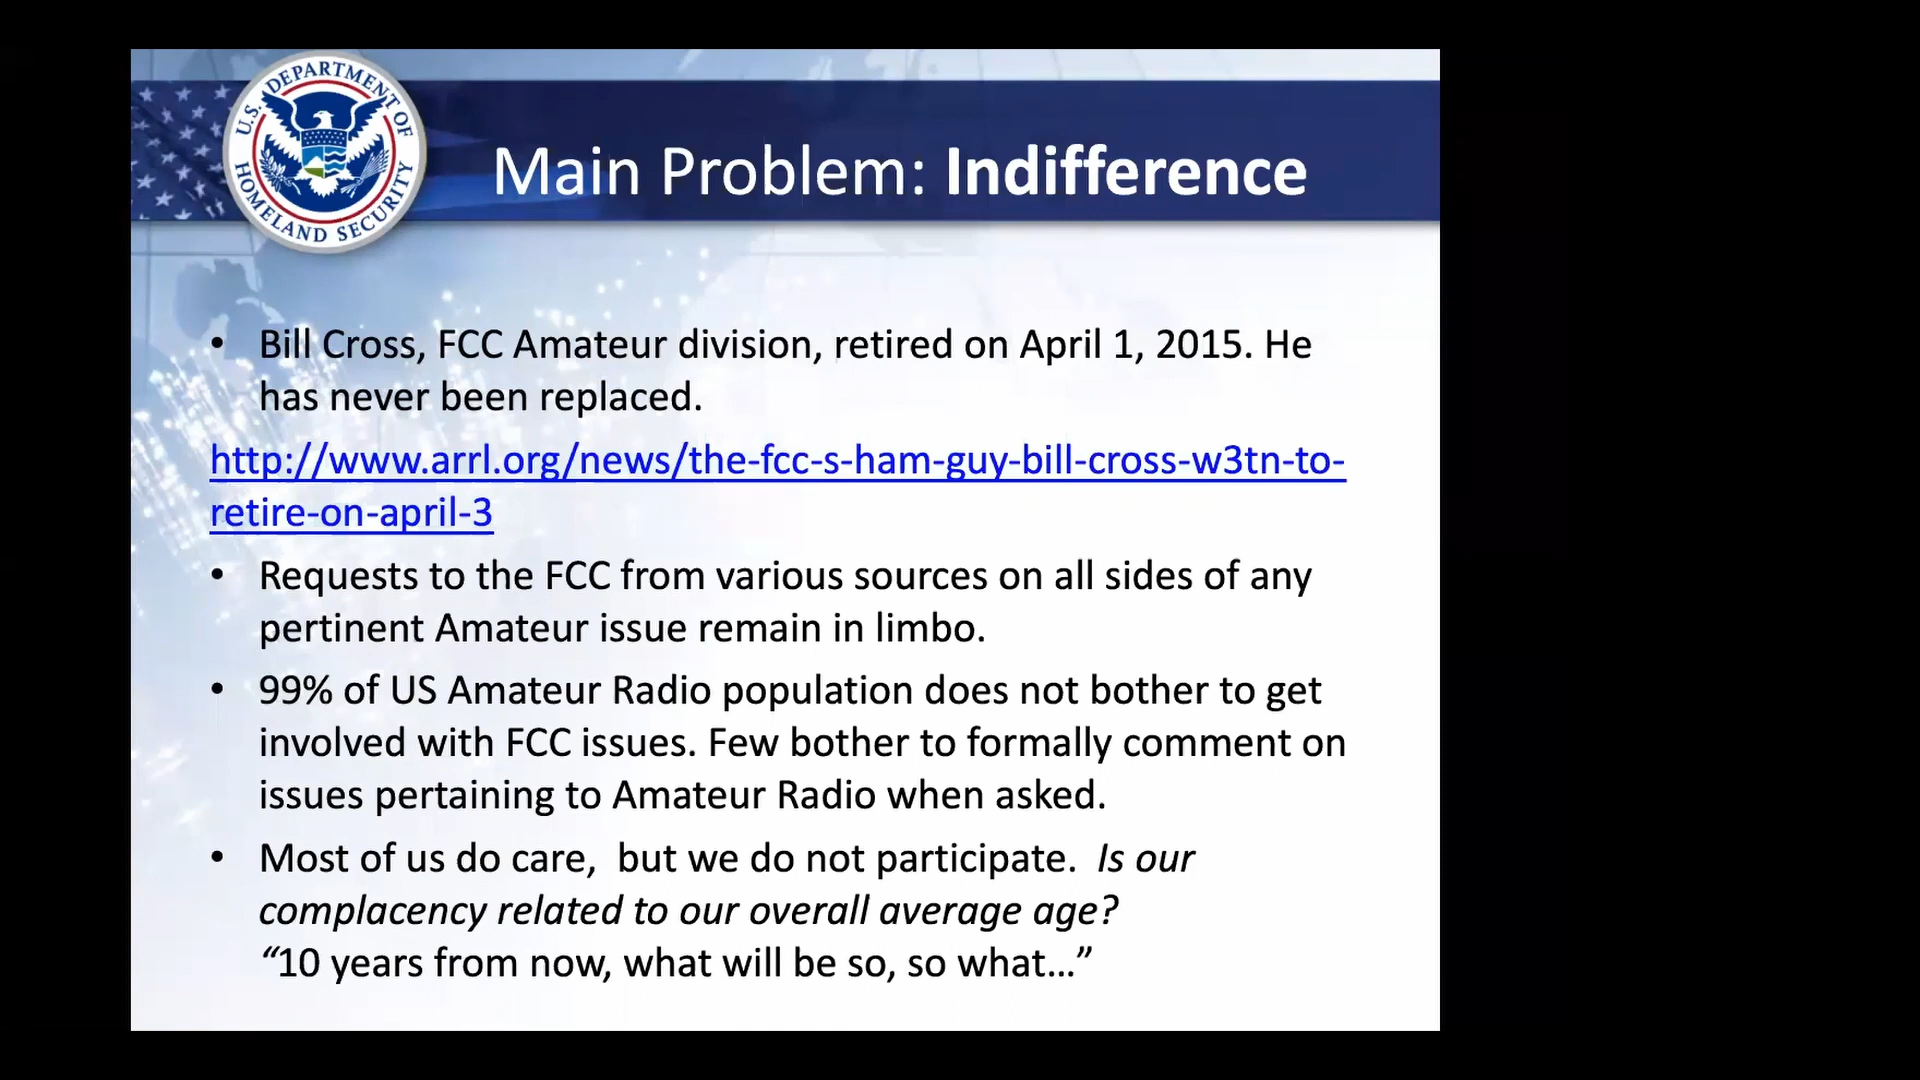 U.S. DEPARTMENT OF
HOMELAND SECURITY
Main Problem: Indifference
• Bill Cross, FCC Amateur division, retired on April 1, 2015. He
has never been replaced.
http://www.arrl.org/news/the-fcc-s-ham-guy-bill-cross-w3tn-to-
retire-on-april-3
• Requests to the FCC from various sources on all sides of any
pertinent Amateur issue remain in limbo.
• 99% of US Amateur Radio population does not bother to get
involved with FCC issues. Few bother to formally comment on
issues pertaining to Amateur Radio when asked.
• Most of us do care,  but we do not participate.  Is our
complacency related to our overall average age?
“10 years from now, what will be so, so what…”